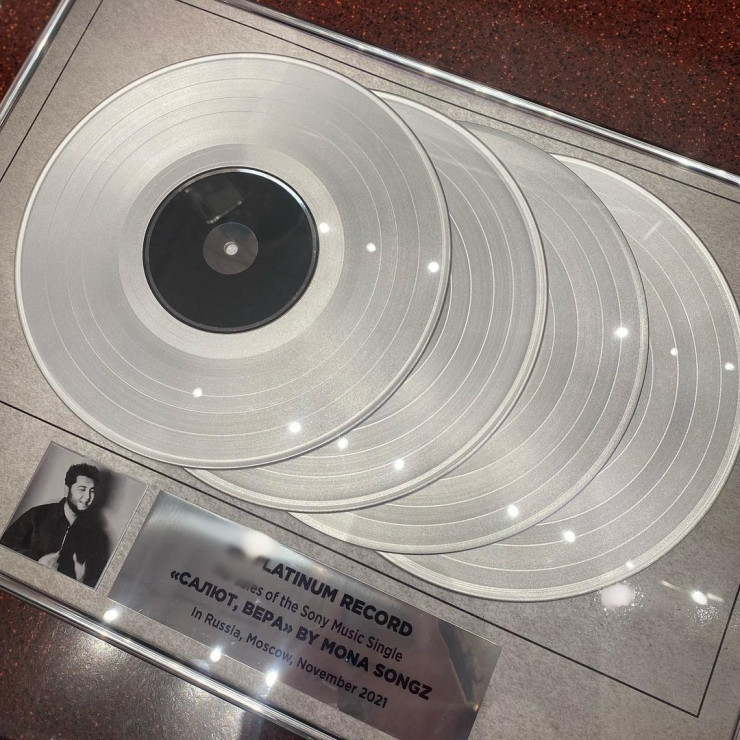 PLATINUM RECORD
of the Sony Music Single
«САЛЮТ, ВЕРА» BY MONA SONGZ
In Russia, Moscow, November 2021